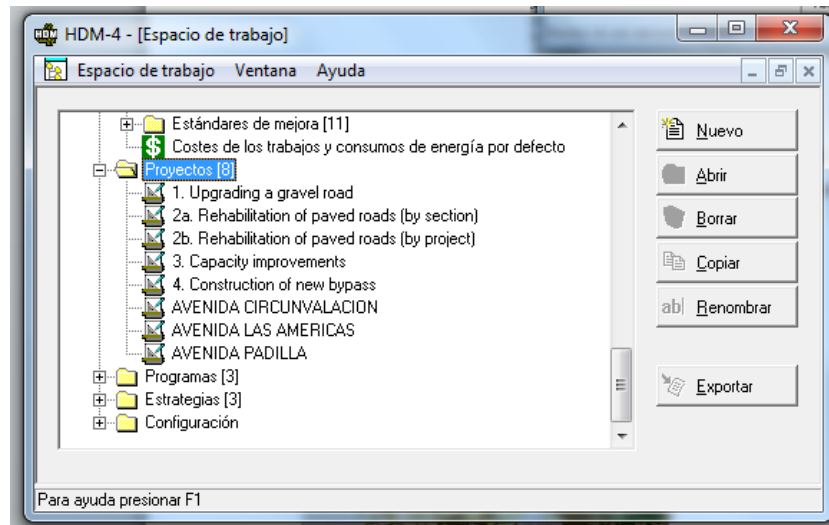 HDM-4 - [Espacio de trabajo]
Espacio de trabajo Ventana Ayuda
Estándares de mejora [11]
Costes de los trabajos y consumos de energía por defecto
Proyectos [8]
1. Upgrading a gravel road
2a. Rehabilitation of paved roads (by section)
2b. Rehabilitation of paved roads (by project)
3. Capacity improvements
4. Construction of new bypass
AVENIDA CIRCUNVALACION
AVENIDA LAS AMERICAS
AVENIDA PADILLA
Programas [3]
Estrategias [3]
Configuración
Nuevo
Abrir
Borrar
Copiar
ab Renombrar
Exportar
Para ayuda presionar F1